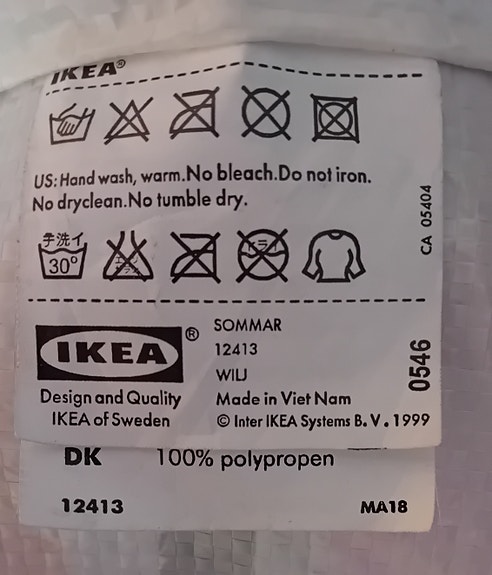 IKEA®
US: Hand wash, warm. No bleach. Do not iron.
No dryclean. No tumble dry.
手洗イ
30°
CA 05404
IKEA®
Design and Quality
IKEA of Sweden
SOMMAR
12413
WIIJ
Made in Viet Nam
© Inter IKEA Systems B.V. 1999
0546
DK 100% polypropen
12413 MA18